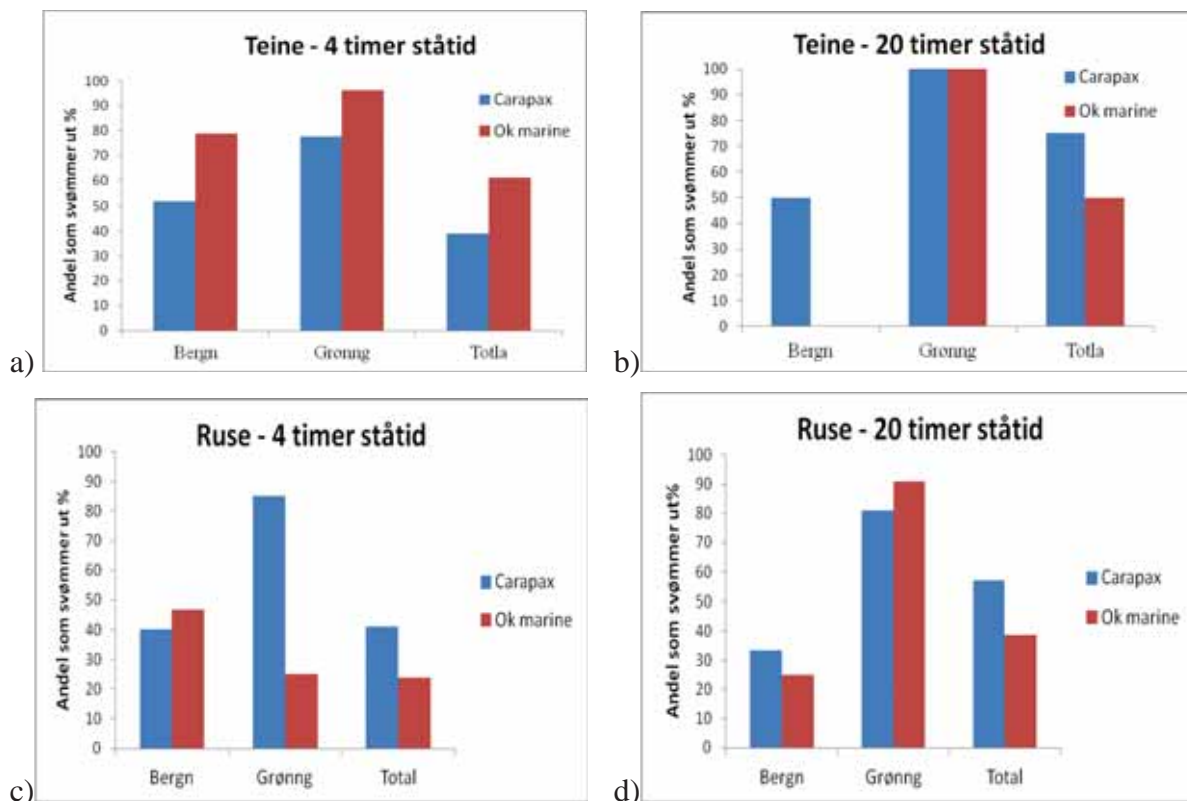 Teine - 4 timer ståtid
Andel som svømmer ut %
100
90
80
70
60
50
40
30
20
10
0
Carapax
Ok marine
Bergn Grønng Totla
a)
Teine - 20 timer ståtid
Andel som svømmer ut %
100
90
80
70
60
50
40
30
20
10
0
Carapax
Ok marine
Bergn Grønng Totla
b)
Ruse - 4 timer ståtid
Andel som svømmer ut %
100
90
80
70
60
50
40
30
20
10
0
Carapax
Ok marine
Bergn Grønng Total
c)
Ruse - 20 timer ståtid
Andel som svømmer ut%
100
90
80
70
60
50
40
30
20
10
0
Carapax
Ok marine
Bergn Grønng Total
d)